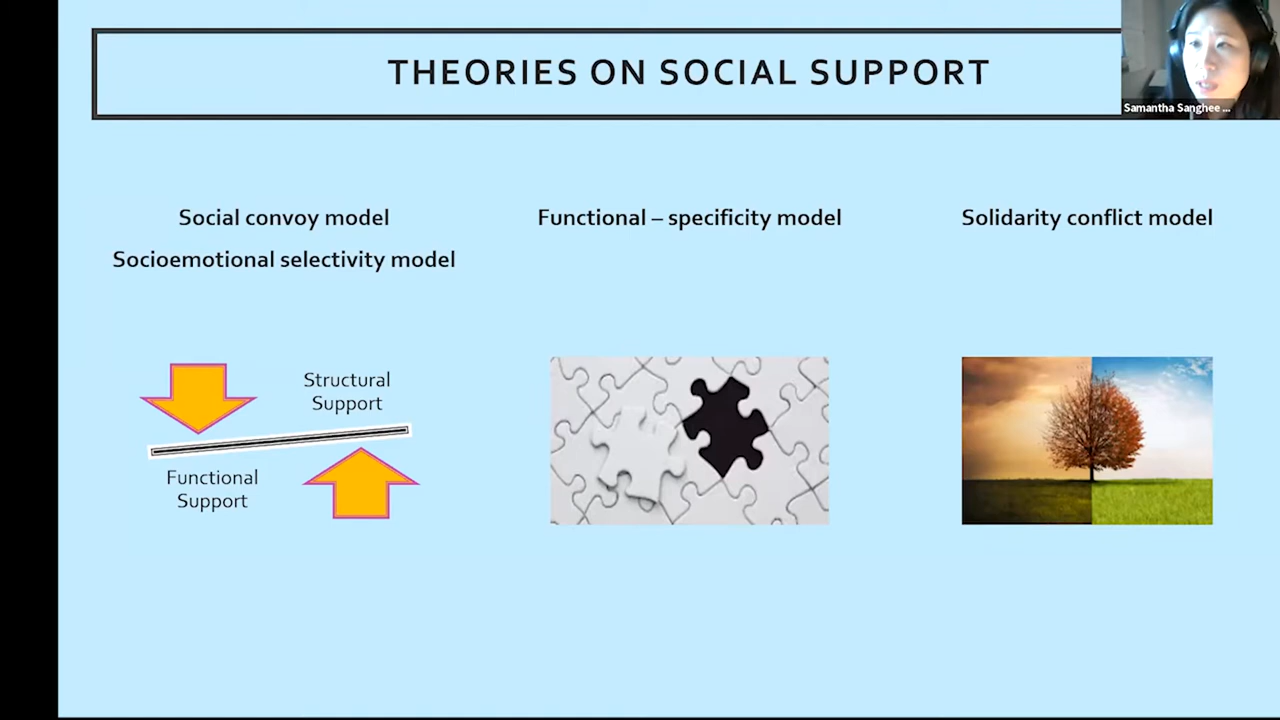 THEORIES ON SOCIAL SUPPORT
Samantha Sanghee ...
Social convoy model
Socioemotional selectivity model
Functional – specificity model
Solidarity conflict model
Structural
Support
Functional
Support